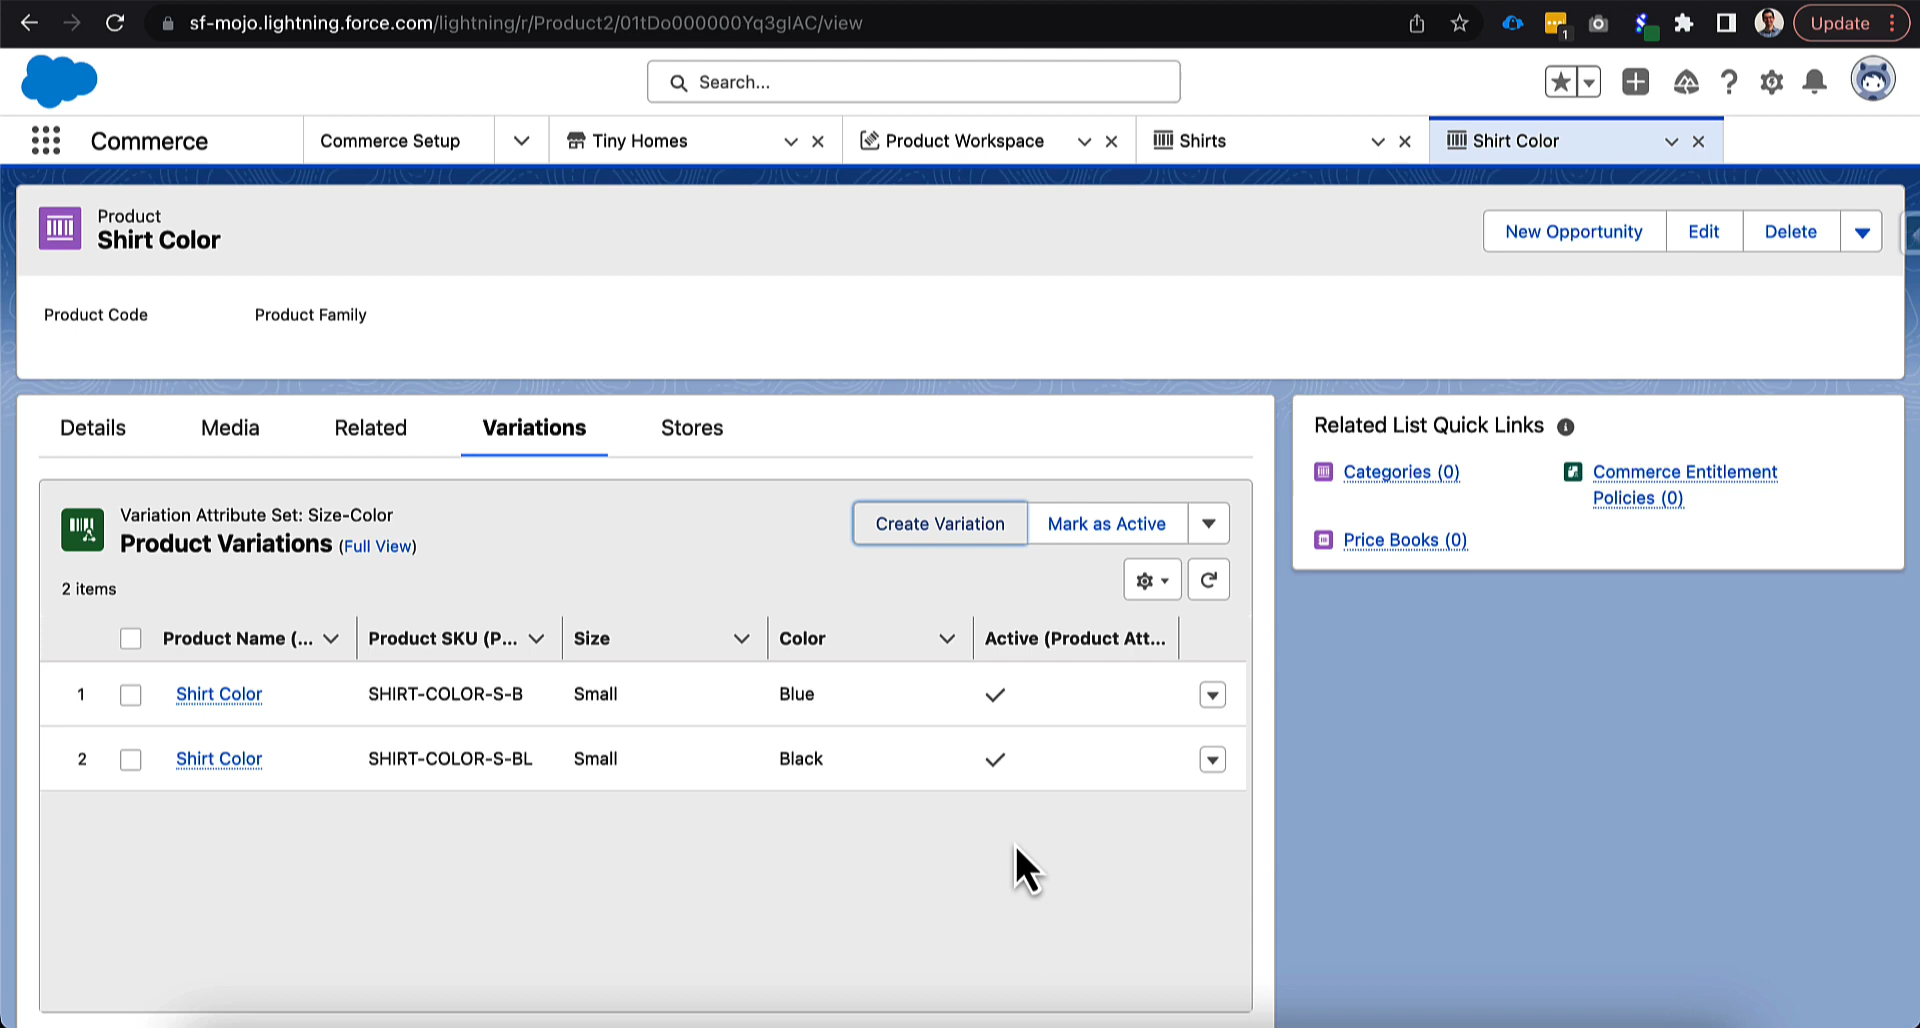 sf-mojo.lightning.force.com/lightning/r/Product2/01tDo000000Yq3gIAC/view
1
Update
Search...
Commerce
Commerce Setup
Tiny Homes
Product Workspace
Shirts
Shirt Color
Product
Shirt Color
New Opportunity
Edit
Delete
Product Code
Product Family
Details
Media
Related
Variations
Stores
Related List Quick Links
Categories (0)
Commerce Entitlement
Policies (0)
Price Books (0)
Variation Attribute Set: Size-Color
Product Variations (Full View)
Create Variation
Mark as Active
2 items
Product Name (...
Product SKU (P...
Size
Color
Active (Product Att...
1 Shirt Color SHIRT-COLOR-S-B Small Blue
2 Shirt Color SHIRT-COLOR-S-BL Small Black